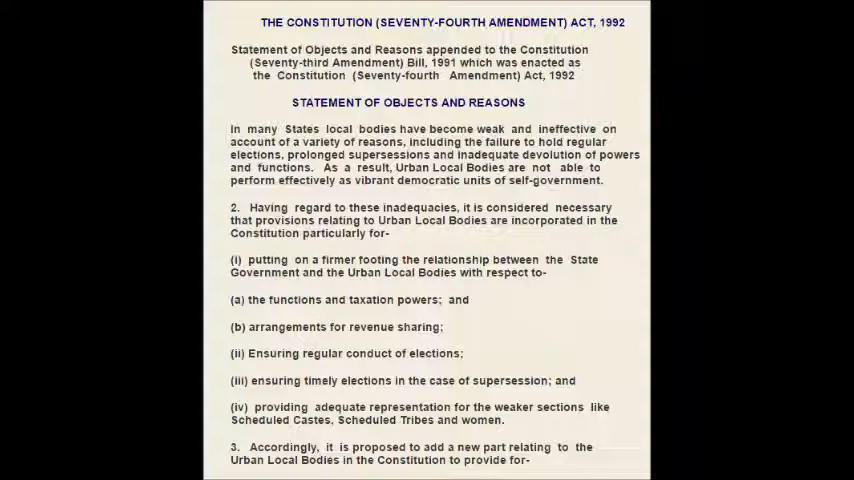 THE CONSTITUTION (SEVENTY-FOURTH AMENDMENT) ACT, 1992
Statement of Objects and Reasons appended to the Constitution
(Seventy-third Amendment) Bill, 1991 which was enacted as
the Constitution (Seventy-fourth Amendment) Act, 1992
STATEMENT OF OBJECTS AND REASONS
In many States local bodies have become weak and ineffective on
account of a variety of reasons, including the failure to hold regular
elections, prolonged supersessions and inadequate devolution of powers
and functions. As a result, Urban Local Bodies are not able to
perform effectively as vibrant democratic units of self-government.
2. Having regard to these inadequacies, it is considered necessary
that provisions relating to Urban Local Bodies are incorporated in the
Constitution particularly for-
(i) putting on a firmer footing the relationship between the State
Government and the Urban Local Bodies with respect to-
(a) the functions and taxation powers; and
(b) arrangements for revenue sharing;
(ii) Ensuring regular conduct of elections;
(iii) ensuring timely elections in the case of supersession; and
(iv) providing adequate representation for the weaker sections like
Scheduled Castes, Scheduled Tribes and women.
3. Accordingly, it is proposed to add a new part relating to the
Urban Local Bodies in the Constitution to provide for-